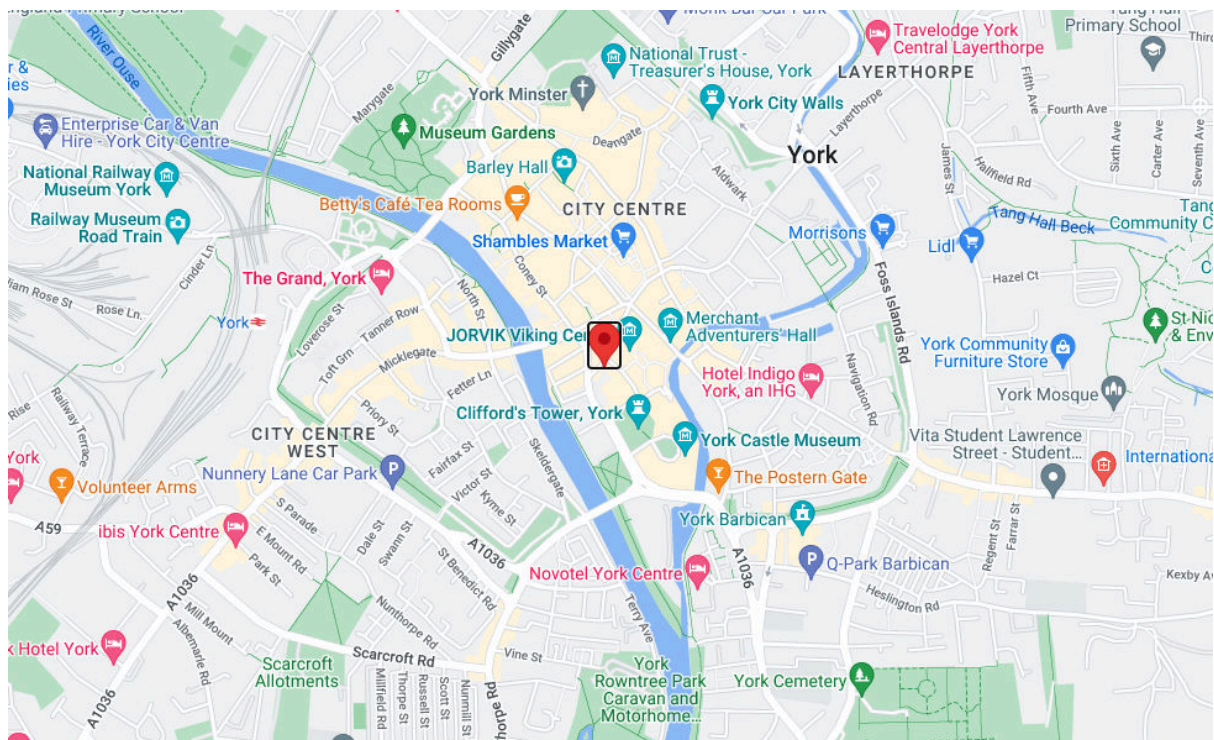 River Ouse
Gillygate
Marygate
National Trust -
Treasurer's House, York
York Minster
Travelodge York
Central Layerthorpe
LAYERTHORPE
Primary School
Fourth Ave
Fifth Ave
Sixth Ave
Carter Ave
Seventh Ave
York City Walls
Layerthorpe
Enterprise Car & Van
Hire - York City Centre
Museum Gardens
Deangate
York
James St
Hallfield Rd
National Railway
Museum York
Barley Hall
Aldwark
Betty's Café Tea Rooms
CITY CENTRE
Railway Museum
Road Train
Shambles Market
Morrisons
Lidl
Tang Hall Beck
Community C
Cinder Ln
The Grand, York
Coney St
North St
Foss Islands Rd
Hazel Ct
Rose Ln.
York
Loverose St
Tanner Row
Toft Grn
Micklegate
JORVIK Viking Ce
Merchant
Adventurers' Hall
St-Nic
& Env
York Community
Furniture Store
Fetter Ln
Hotel Indigo
York, an IHG
Navigation Rd
York Mosque
Railway Terrace
Priory St
Clifford's Tower, York
York Castle Museum
CITY CENTRE
WEST
Fairfax St
Skeldergate
Vita Student Lawrence
Street - Student...
International
Nunnery Lane Car Park
Victor St
Kyme St
The Postern Gate
Volunteer Arms
A59
S Parade
ibis York Centre
E Mount Rd
Park St
Dale St
Swann St
A1036
St Benedict Rd
York Barbican
Regent St
Farrar St
A1036
Q-Park Barbican
Novotel York Centre
Kexby Av
Heslington Rd
A1036
Mill Mount
Albemarle Rd
Nunthorpe Rd
Terry Ave
k Hotel York
Scarcroft
Allotments
Scarcroft Rd
Vine St
York
Rowntree Park
Caravan and
Motorhome...
York Cemetery
A1036
Millfield Rd
Thorpe St
Russell St
Scott St
Nunmill St
thorpe Rd